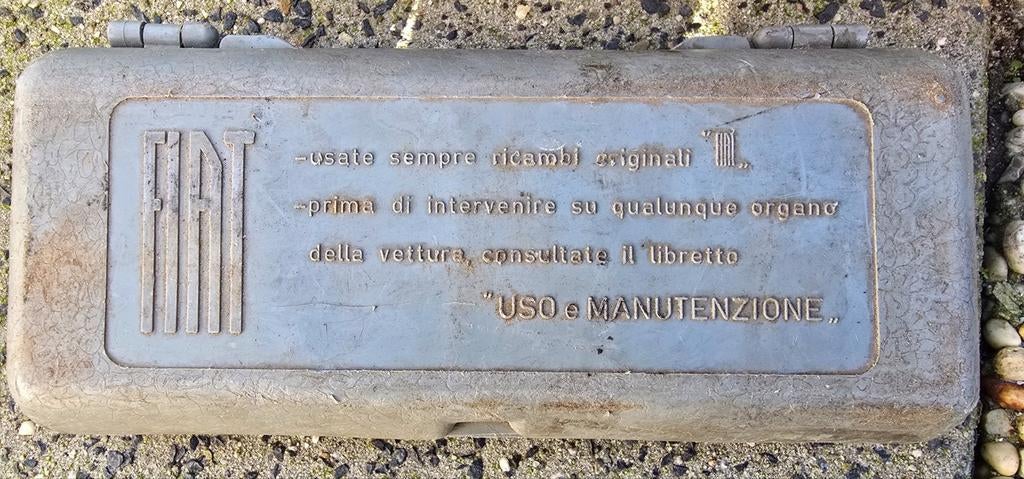 FIAT
-usate sempre ricambi originali "FIAT„
-prima di intervenire su qualunque organo
della vettura, consultate il libretto
"USO e MANUTENZIONE„